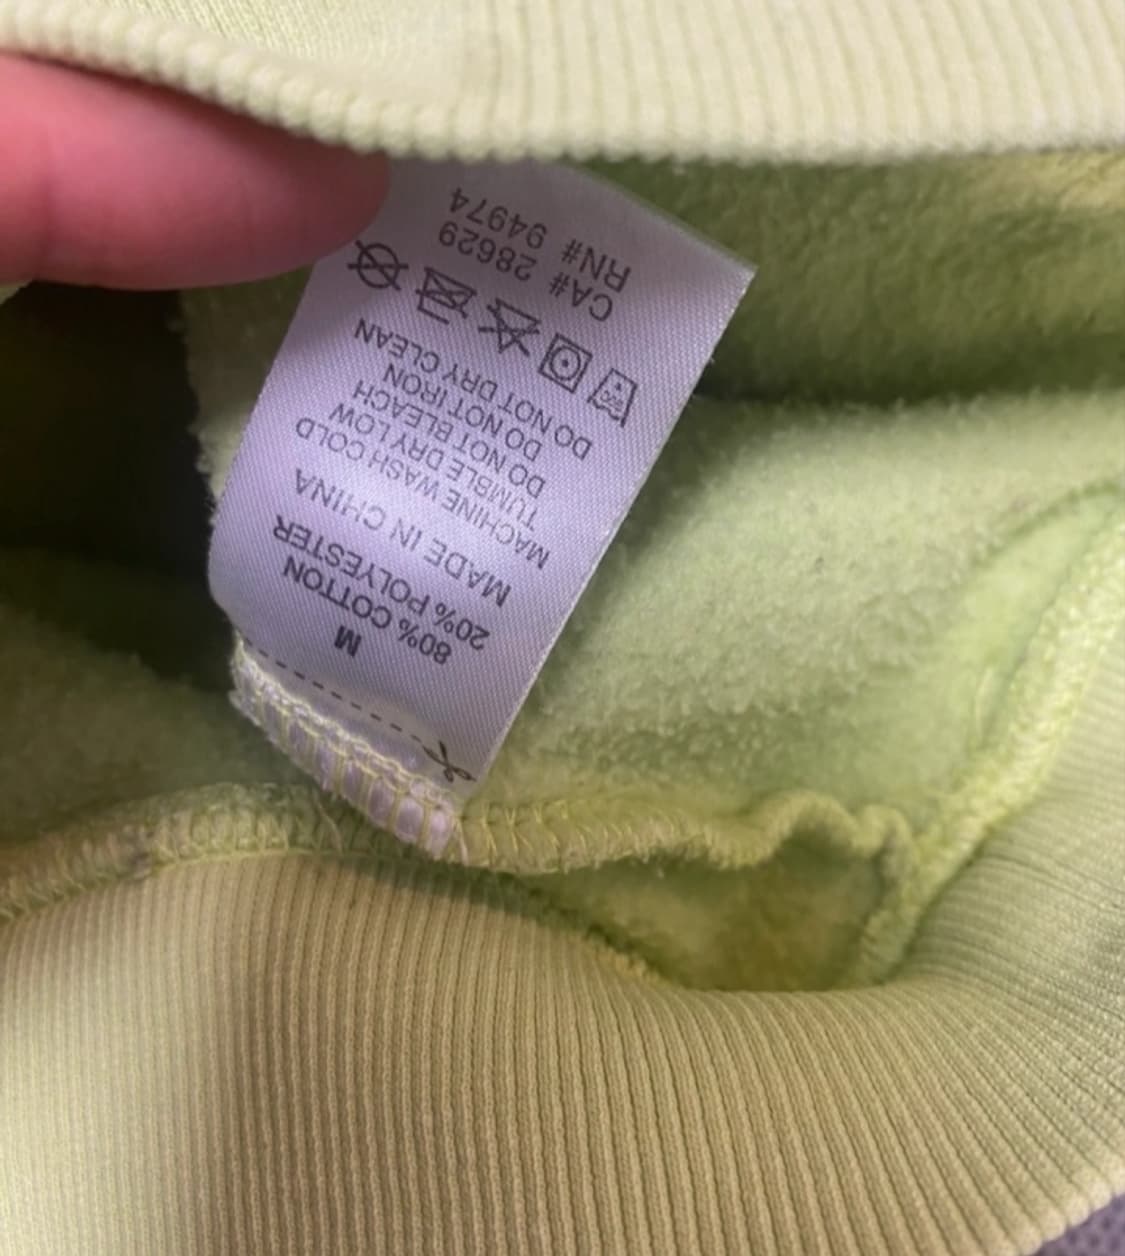 M
80% COTTON
20% POLYESTER
MADE IN CHINA
MACHINE WASH COLD
TUMBLE DRY LOW
DO NOT BLEACH
DO NOT IRON
DO NOT DRY CLEAN
CA# 28629
RN# 94974